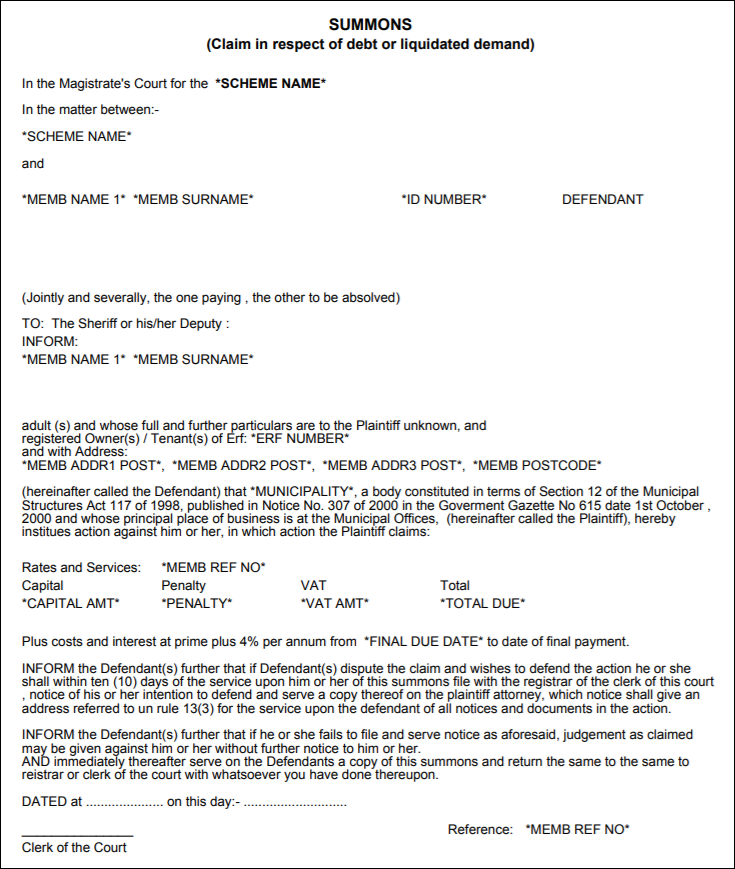 SUMMONS
(Claim in respect of debt or liquidated demand)
In the Magistrate's Court for the *SCHEME NAME*
In the matter between:-
*SCHEME NAME*
and
*MEMB NAME 1* *MEMB SURNAME* *ID NUMBER* DEFENDANT
(Jointly and severally, the one paying , the other to be absolved)
TO: The Sheriff or his/her Deputy :
INFORM:
*MEMB NAME 1* *MEMB SURNAME*
adult (s) and whose full and further particulars are to the Plaintiff unknown, and
registered Owner(s) / Tenant(s) of Erf: *ERF NUMBER*
and with Address:
*MEMB ADDR1 POST*, *MEMB ADDR2 POST*, *MEMB ADDR3 POST*, *MEMB POSTCODE*
(hereinafter called the Defendant) that *MUNICIPALITY*, a body constituted in terms of Section 12 of the Municipal
Structures Act 117 of 1998, published in Notice No. 307 of 2000 in the Goverment Gazette No 615 date 1st October ,
2000 and whose principal place of business is at the Municipal Offices, (hereinafter called the Plaintiff), hereby
institues action against him or her, in which action the Plaintiff claims:
Rates and Services: *MEMB REF NO*
Capital Penalty VAT Total
*CAPITAL AMT* *PENALTY* *VAT AMT* *TOTAL DUE*
Plus costs and interest at prime plus 4% per annum from *FINAL DUE DATE* to date of final payment.
INFORM the Defendant(s) further that if Defendant(s) dispute the claim and wishes to defend the action he or she
shall within ten (10) days of the service upon him or her of this summons file with the registrar of the clerk of this court
, notice of his or her intention to defend and serve a copy thereof on the plaintiff attorney, which notice shall give an
address referred to un rule 13(3) for the service upon the defendant of all notices and documents in the action.
INFORM the Defendant(s) further that if he or she fails to file and serve notice as aforesaid, judgement as claimed
may be given against him or her without further notice to him or her.
AND immediately thereafter serve on the Defendants a copy of this summons and return the same to the same to
reistrar or clerk of the court with whatsoever you have done thereupon.
DATED at ..................... on this day:- ............................
_______________ Reference: *MEMB REF NO*
Clerk of the Court